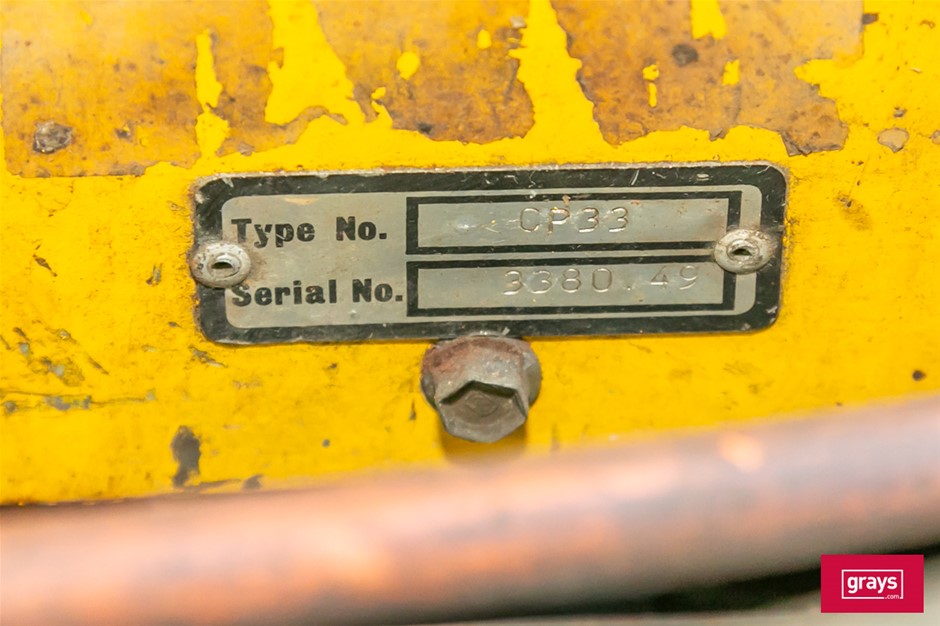 Type No. CP33
Serial No. 3380.49
grays
.com